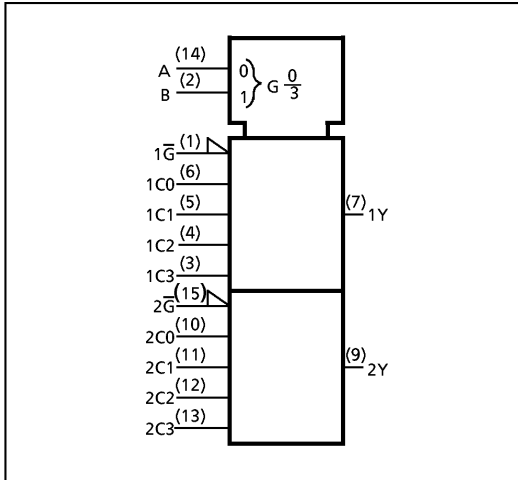 A (14) 0
B (2) 1
G 0/3
1G̅ (1)
1C0 (6)
1C1 (5)
1C2 (4)
1C3 (3)
(7) 1Y
2G̅ (15)
2C0 (10)
2C1 (11)
2C2 (12)
2C3 (13)
(9) 2Y